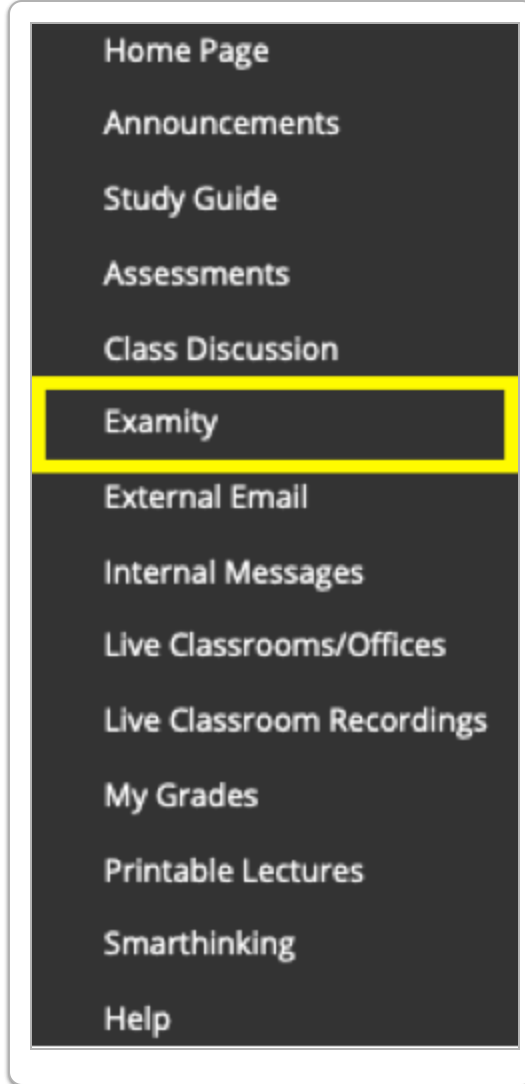 Home Page
Announcements
Study Guide
Assessments
Class Discussion
Examity
External Email
Internal Messages
Live Classrooms/Offices
Live Classroom Recordings
My Grades
Printable Lectures
Smarthinking
Help